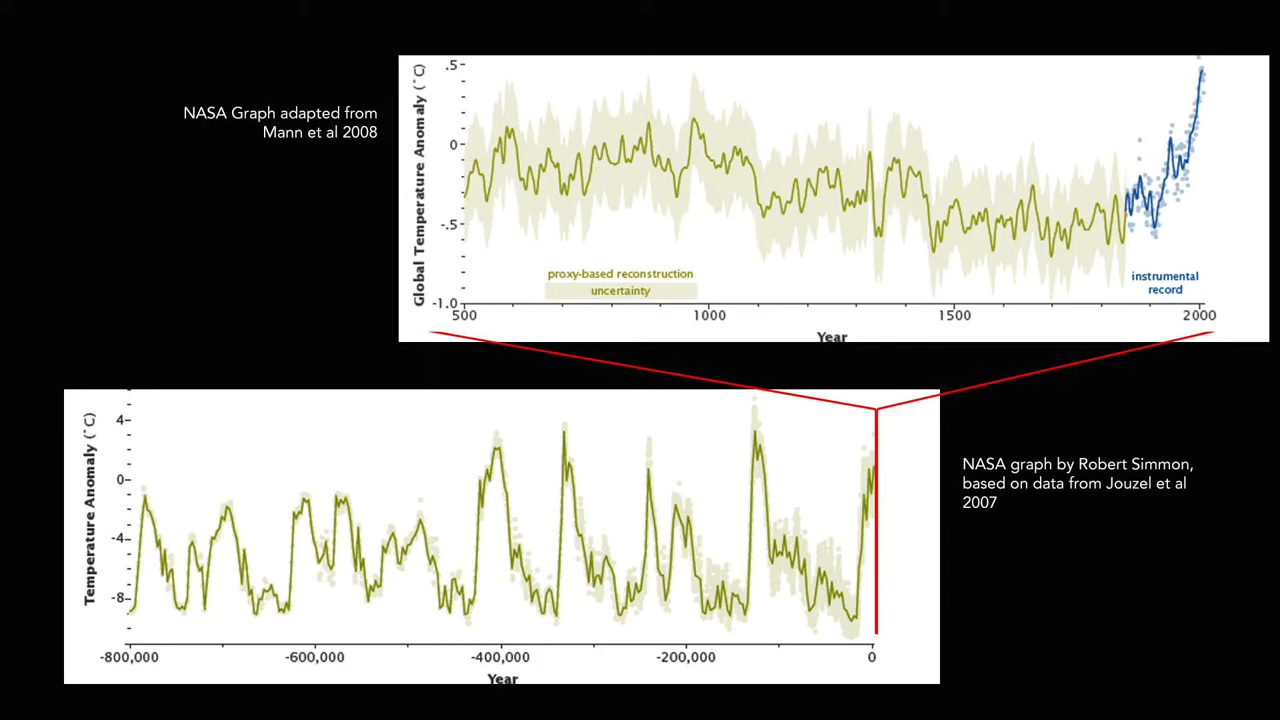 NASA Graph adapted from
Mann et al 2008
Global Temperature Anomaly (˚C)
.5
0
-.5
-1.0
proxy-based reconstruction
uncertainty
instrumental
record
500 1000 1500 2000
Year
Temperature Anomaly (˚C)
4
0
-4
-8
-800,000 -600,000 -400,000 -200,000 0
Year
NASA graph by Robert Simmon,
based on data from Jouzel et al
2007